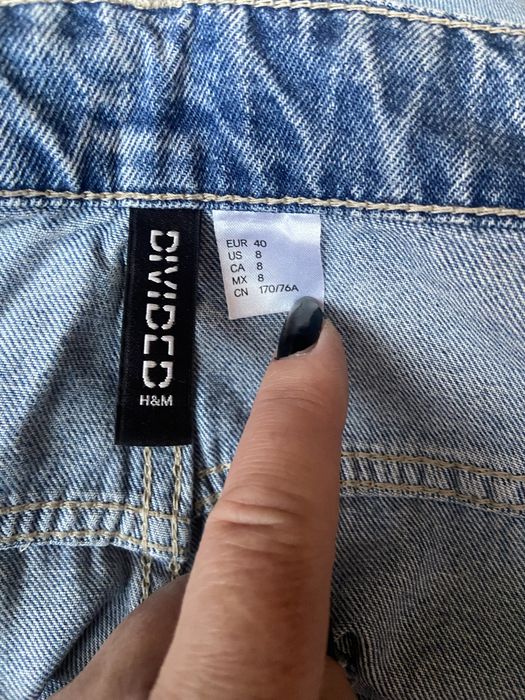 DIVIDED
H&M
EUR 40
US 8
CA 8
MX 8
CN 170/76A